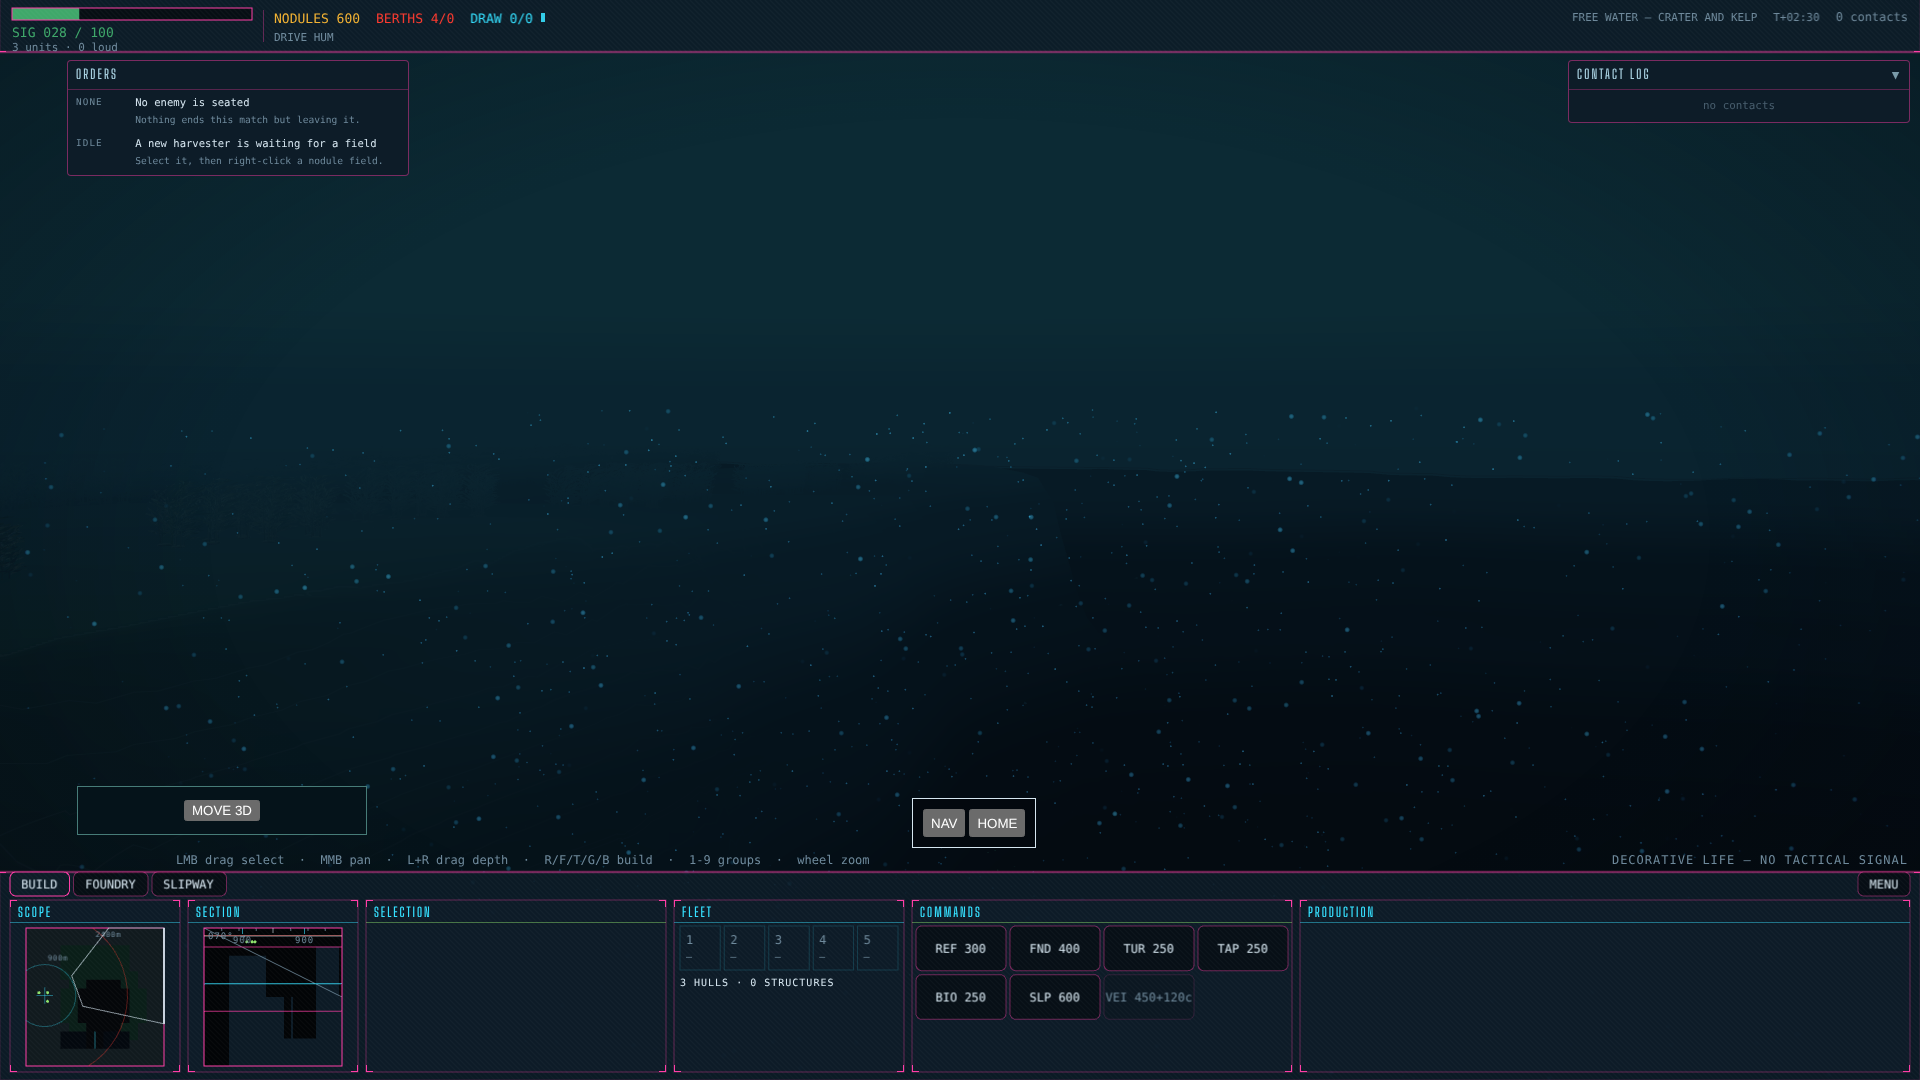 SIG 028 / 100
3 units · 0 loud
NODULES 600 BERTHS 4/0 DRAW 0/0
DRIVE HUM
FREE WATER — CRATER AND KELP T+02:30 0 contacts
ORDERS
NONE No enemy is seated
Nothing ends this match but leaving it.
IDLE A new harvester is waiting for a field
Select it, then right-click a nodule field.
CONTACT LOG ▼
no contacts
MOVE 3D
NAV HOME
LMB drag select · MMB pan · L+R drag depth · R/F/T/G/B build · 1-9 groups · wheel zoom
DECORATIVE LIFE — NO TACTICAL SIGNAL
BUILD FOUNDRY SLIPWAY MENU
SCOPE
2400m
900m
SECTION
070°
900 900
SELECTION
FLEET
1 2 3 4 5
— — — — —
3 HULLS · 0 STRUCTURES
COMMANDS
REF 300 FND 400 TUR 250 TAP 250
BIO 250 SLP 600 VEI 450+120c
PRODUCTION